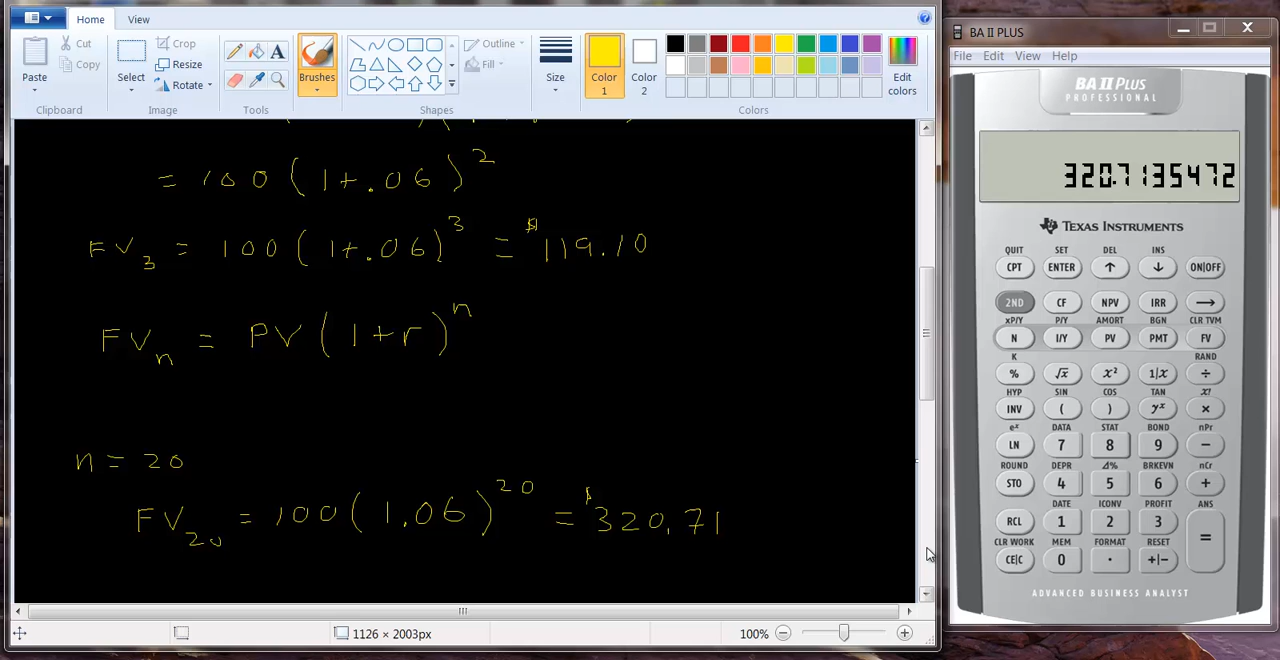 Home View
BA II PLUS
File Edit View Help
Paste
Cut
Copy
Select
Crop
Resize
Rotate
Brushes
Outline
Fill
Size
Color 1
Color 2
Edit colors
Clipboard Image Tools Shapes Colors
= 100 (1+.06)²
FV₃ = 100 (1+.06)³ = $119.10
FVₙ = PV (1+r)ⁿ
n = 20
FV₂₀ = 100 (1.06)²⁰ = $320.71
1126 × 2003px
100%
BA II PLUS
PROFESSIONAL
320.7135472
TEXAS INSTRUMENTS
QUIT SET DEL INS
CPT ENTER ↑ ↓ ON|OFF
2ND CF NPV IRR →
xP/Y P/Y AMORT BGN CLR TVM
N I/Y PV PMT FV
K RAND
% √x x² 1|x ÷
HYP SIN COS TAN x!
INV ( ) yˣ ×
eˣ DATA STAT BOND nPr
LN 7 8 9 −
ROUND DEPR Δ% BRKEVN nCr
STO 4 5 6 +
DATE ICONV PROFIT ANS
RCL 1 2 3 =
CLR WORK MEM FORMAT RESET
CE|C 0 . +|−
ADVANCED BUSINESS ANALYST